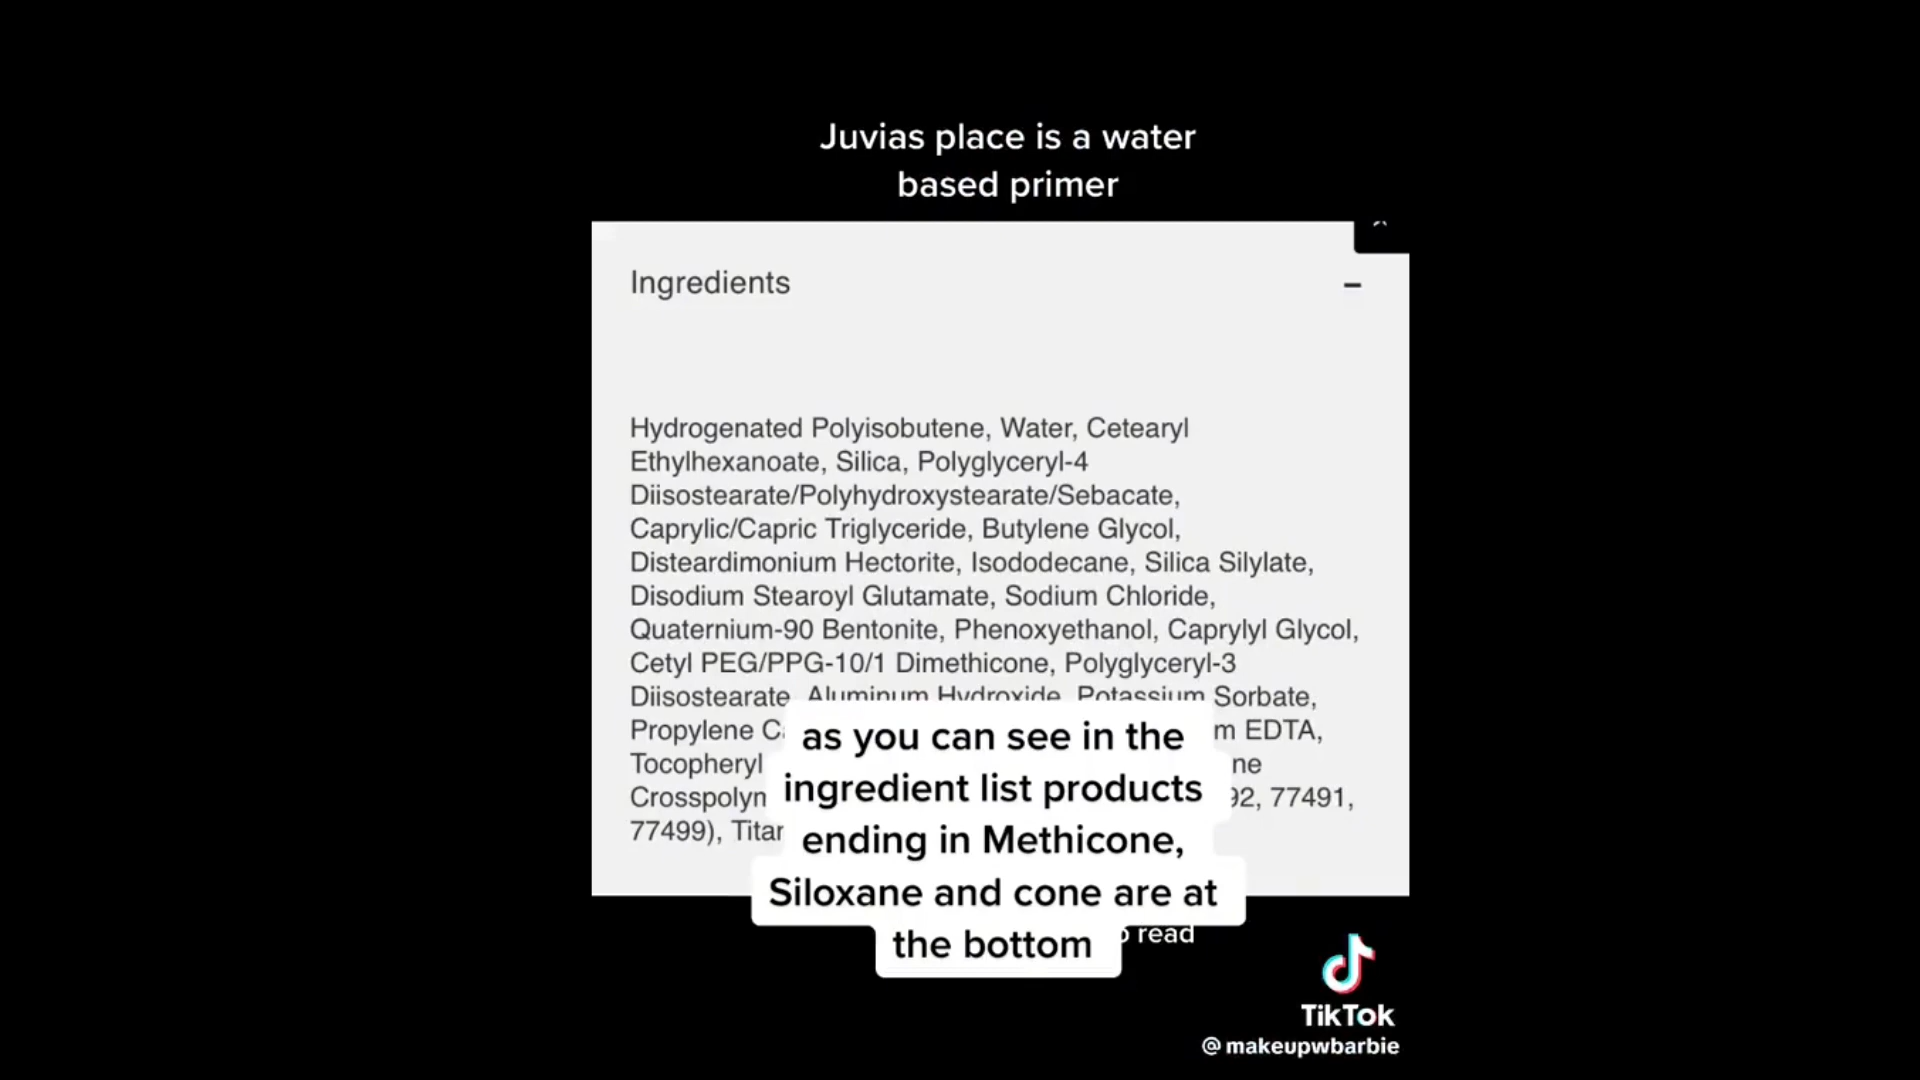 Juvias place is a water
based primer
Ingredients
Hydrogenated Polyisobutene, Water, Cetearyl
Ethylhexanoate, Silica, Polyglyceryl-4
Diisostearate/Polyhydroxystearate/Sebacate,
Caprylic/Capric Triglyceride, Butylene Glycol,
Disteardimonium Hectorite, Isododecane, Silica Silylate,
Disodium Stearoyl Glutamate, Sodium Chloride,
Quaternium-90 Bentonite, Phenoxyethanol, Caprylyl Glycol,
Cetyl PEG/PPG-10/1 Dimethicone, Polyglyceryl-3
Diisostearate, Aluminum Hydroxide, Potassium Sorbate,
Propylene EDTA,
Tocopheryl
77491,
77499),
as you can see in the
ingredient list products
ending in Methicone,
Siloxane and cone are at
the bottom
read
TikTok
@makeupwbarbie